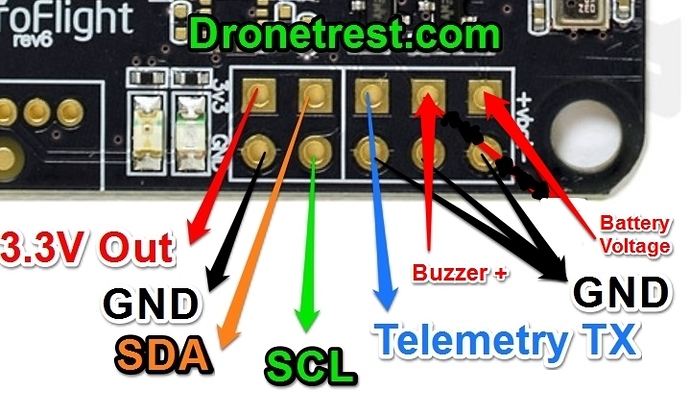 Dronetrest.com
roFlight
rev6
3v3
GND
+Vbat-
3.3V Out
GND
SDA
SCL
Telemetry TX
Buzzer +
Battery
Voltage
GND